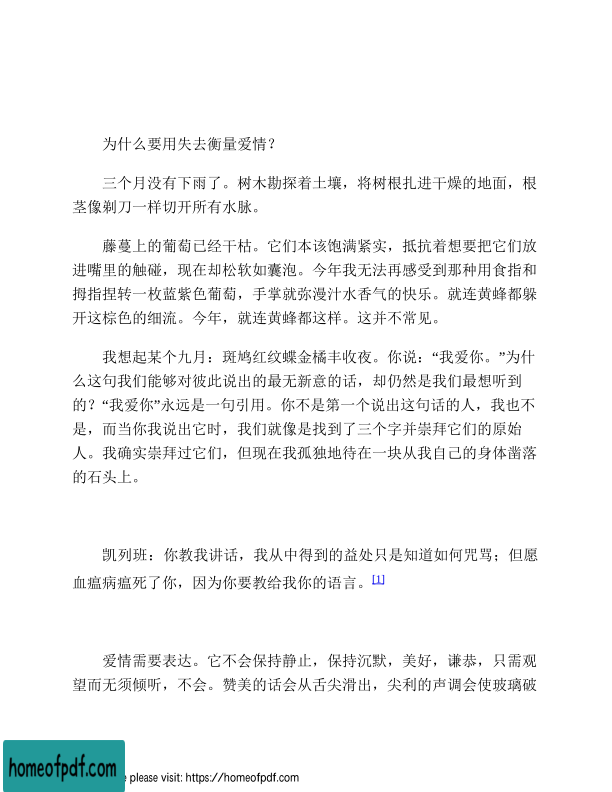 为什么要用失去衡量爱情？
三个月没有下雨了。树木勘探着土壤，将树根扎进干燥的地面，根
茎像剃刀一样切开所有水脉。
藤蔓上的葡萄已经干枯。它们本该饱满紧实，抵抗着想要把它们放
进嘴里的触碰，现在却松软如囊泡。今年我无法再感受到那种用食指和
拇指捏转一枚蓝紫色葡萄，手掌就弥漫汁水香气的快乐。就连黄蜂都躲
开这棕色的细流。今年，就连黄蜂都这样。这并不常见。
我想起某个九月：斑鸠红纹蝶金橘丰收夜。你说：“我爱你。”为什
么这句我们能够对彼此说出的最无新意的话，却仍然是我们最想听到
的？“我爱你”永远是一句引用。你不是第一个说出这句话的人，我也不
是，而当你我说出它时，我们就像是找到了三个字并崇拜它们的原始
人。我确实崇拜过它们，但现在我孤独地待在一块从我自己的身体凿落
的石头上。
凯列班：你教我讲话，我从中得到的益处只是知道如何咒骂；但愿
血瘟病瘟死了你，因为你要教给我你的语言。[1]
爱情需要表达。它不会保持静止，保持沉默，美好，谦恭，只需观
望而无须倾听，不会。赞美的话会从舌尖滑出，尖利的声调会使玻璃破
homeofpdf.com
e please visit: https://homeofpdf.com